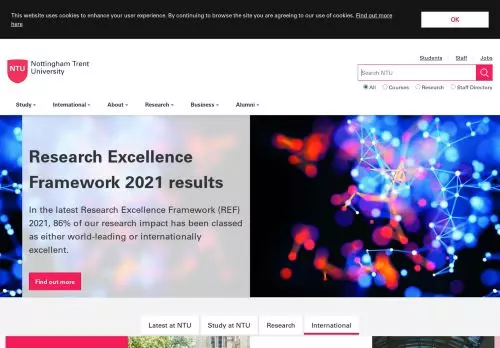 This website uses cookies to enhance your user experience. By continuing to browse the site you are agreeing to our use of cookies. Find out more
here
OK
NTU
Nottingham Trent
University
Students
Staff
Jobs
Search NTU
All
Courses
Research
Staff Directory
Study
International
About
Research
Business
Alumni
Research Excellence
Framework 2021 results
In the latest Research Excellence Framework (REF)
2021, 86% of our research impact has been classed
as either world-leading or internationally
excellent.
Find out more
Latest at NTU
Study at NTU
Research
International